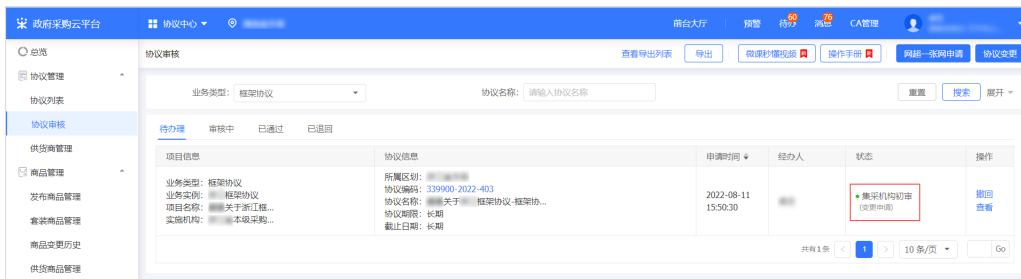 政府采购云平台
协议中心
前台大厅 预警 待办 60 消息 76 CA管理
总览
协议管理
协议列表
协议审核
供货商管理
商品管理
发布商品管理
套装商品管理
商品变更历史
供货商品管理
协议审核
查看导出列表 导出 微课秒懂视频 操作手册 网超一张网申请 协议变更
业务类型： 框架协议 协议名称： 请输入协议名称 重置 搜索 展开
待办理 审核中 已通过 已退回
项目信息 协议信息 申请时间 经办人 状态 操作
业务类型：框架协议
业务实例： 框架协议
项目名称： 关于浙江框...
实施机构： 本级采购...
所属区划：
协议编码：339900-2022-403
协议名称： 关于 框架协议-框架协...
协议期限：长期
截止日期：长期
2022-08-11
15:50:30
集采机构初审
(变更申请)
撤回
查看
共有1条 < 1 > 10 条/页 Go